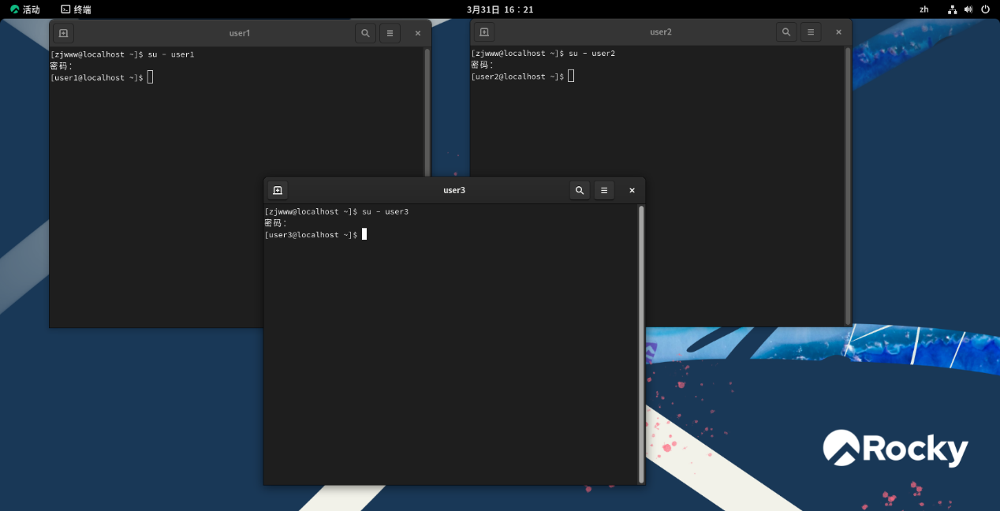 活动 终端 3月31日 16：21 zh
user1
[zjwww@localhost ~]$ su - user1
密码：
[user1@localhost ~]$
user2
[zjwww@localhost ~]$ su - user2
密码：
[user2@localhost ~]$
user3
[zjwww@localhost ~]$ su - user3
密码：
[user3@localhost ~]$
Rocky